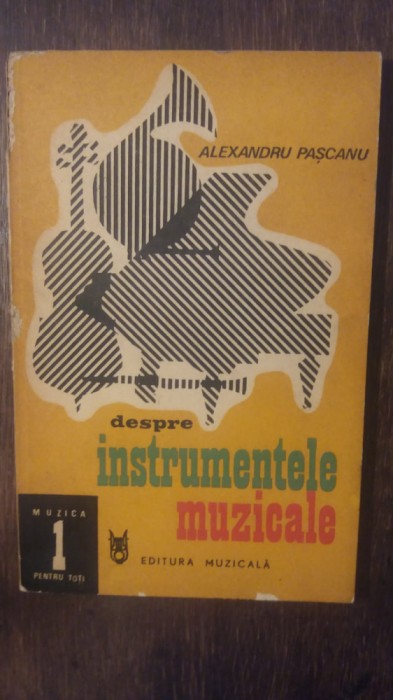 ALEXANDRU PAȘCANU
despre
instrumentele
muzicale
MUZICA
1
PENTRU TOȚI
EDITURA MUZICALĂ